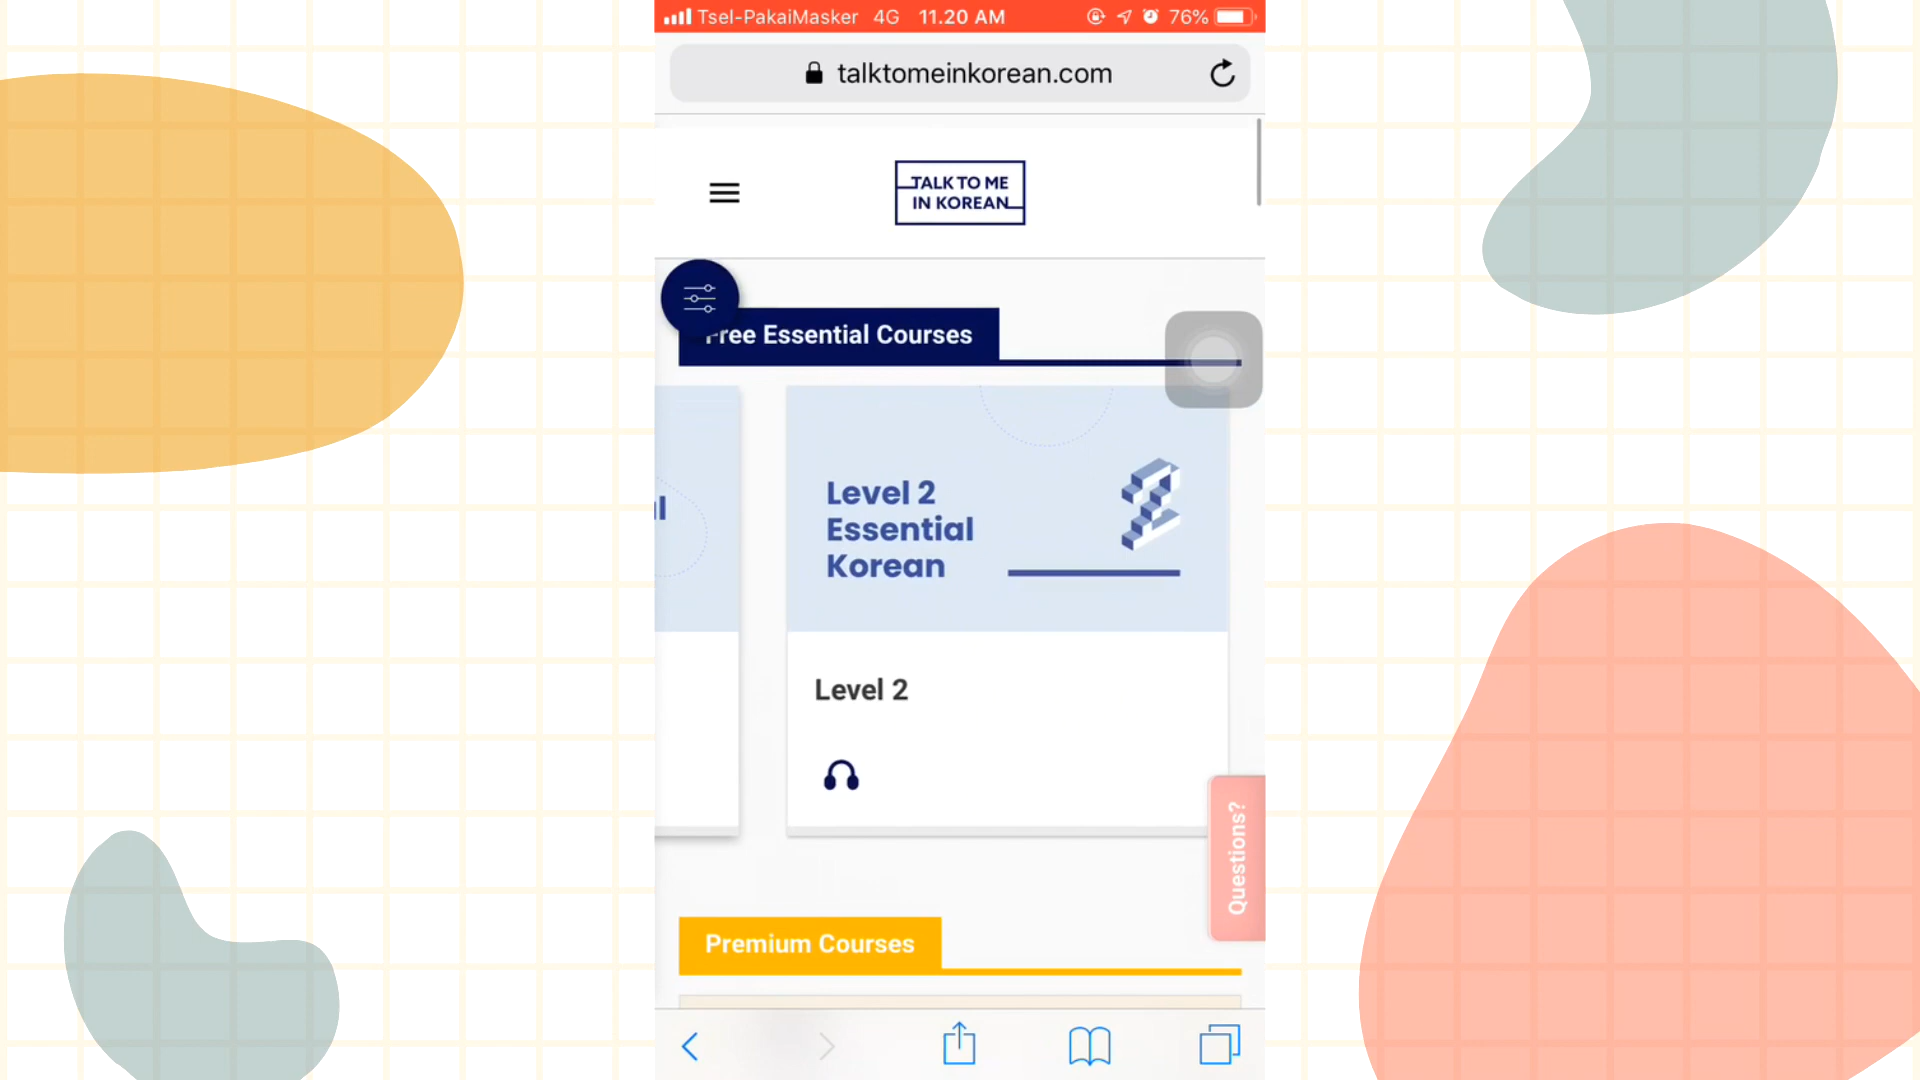 Tsel-PakaiMasker 4G 11.20 AM 76%
talktomeinkorean.com
TALK TO ME
IN KOREAN
Free Essential Courses
Level 2
Essential
Korean
Level 2
Questions?
Premium Courses